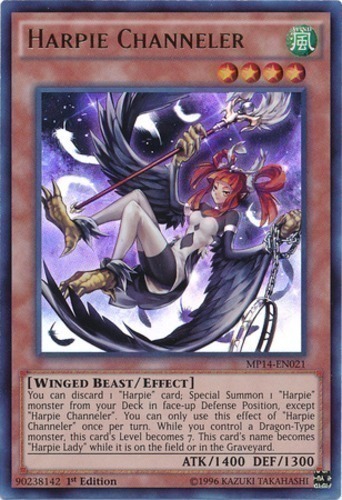 HARPIE CHANNELER
風
MP14-EN021
[WINGED BEAST/EFFECT]
You can discard 1 "Harpie" card; Special Summon 1 "Harpie"
monster from your Deck in face-up Defense Position, except
"Harpie Channeler". You can only use this effect of "Harpie
Channeler" once per turn. While you control a Dragon-Type
monster, this card's Level becomes 7. This card's name becomes
"Harpie Lady" while it is on the field or in the Graveyard.
ATK/1400 DEF/1300
90238142 1st Edition ©1996 KAZUKI TAKAHASHI